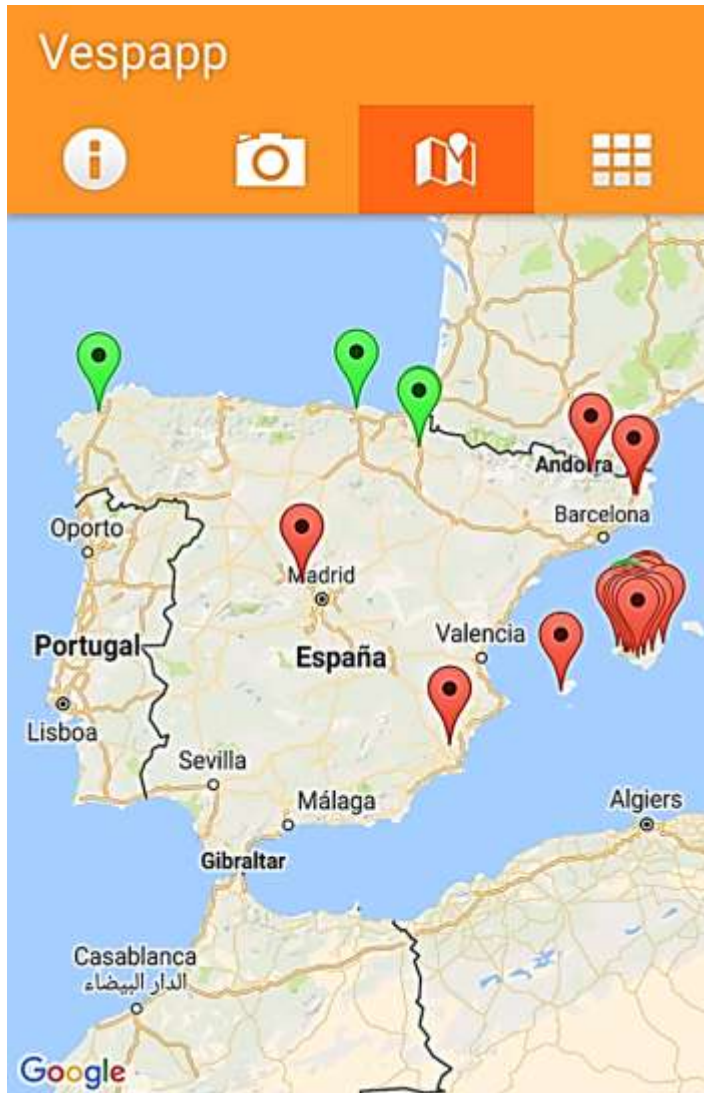 Vespapp
Andorra
Barcelona
Oporto
Madrid
Valencia
Portugal
España
Lisboa
Sevilla
Málaga
Algiers
Gibraltar
Casablanca
الدار البيضاء
Google